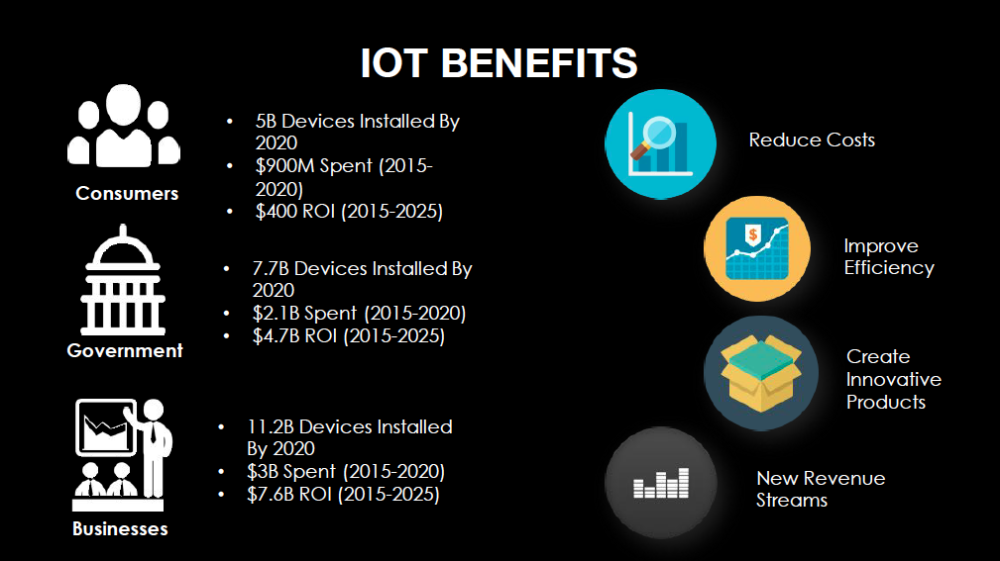 IOT BENEFITS
• 5B Devices Installed By
2020
• $900M Spent (2015-
2020)
• $400 ROI (2015-2025)
Consumers
• 7.7B Devices Installed By
2020
• $2.1B Spent (2015-2020)
• $4.7B ROI (2015-2025)
Government
• 11.2B Devices Installed
By 2020
• $3B Spent (2015-2020)
• $7.6B ROI (2015-2025)
Businesses
Reduce Costs
$
Improve
Efficiency
Create
Innovative
Products
New Revenue
Streams